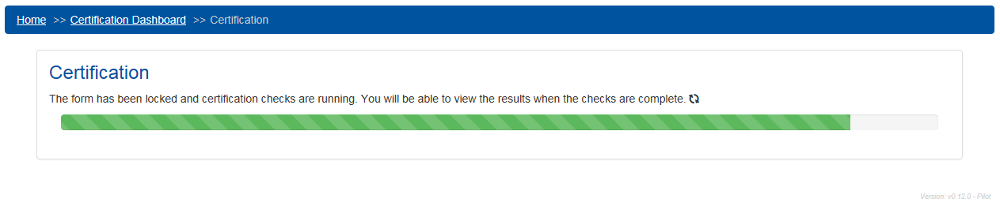 Home >> Certification Dashboard >> Certification
Certification
The form has been locked and certification checks are running. You will be able to view the results when the checks are complete.
Version: v0.12.0 - Pilot